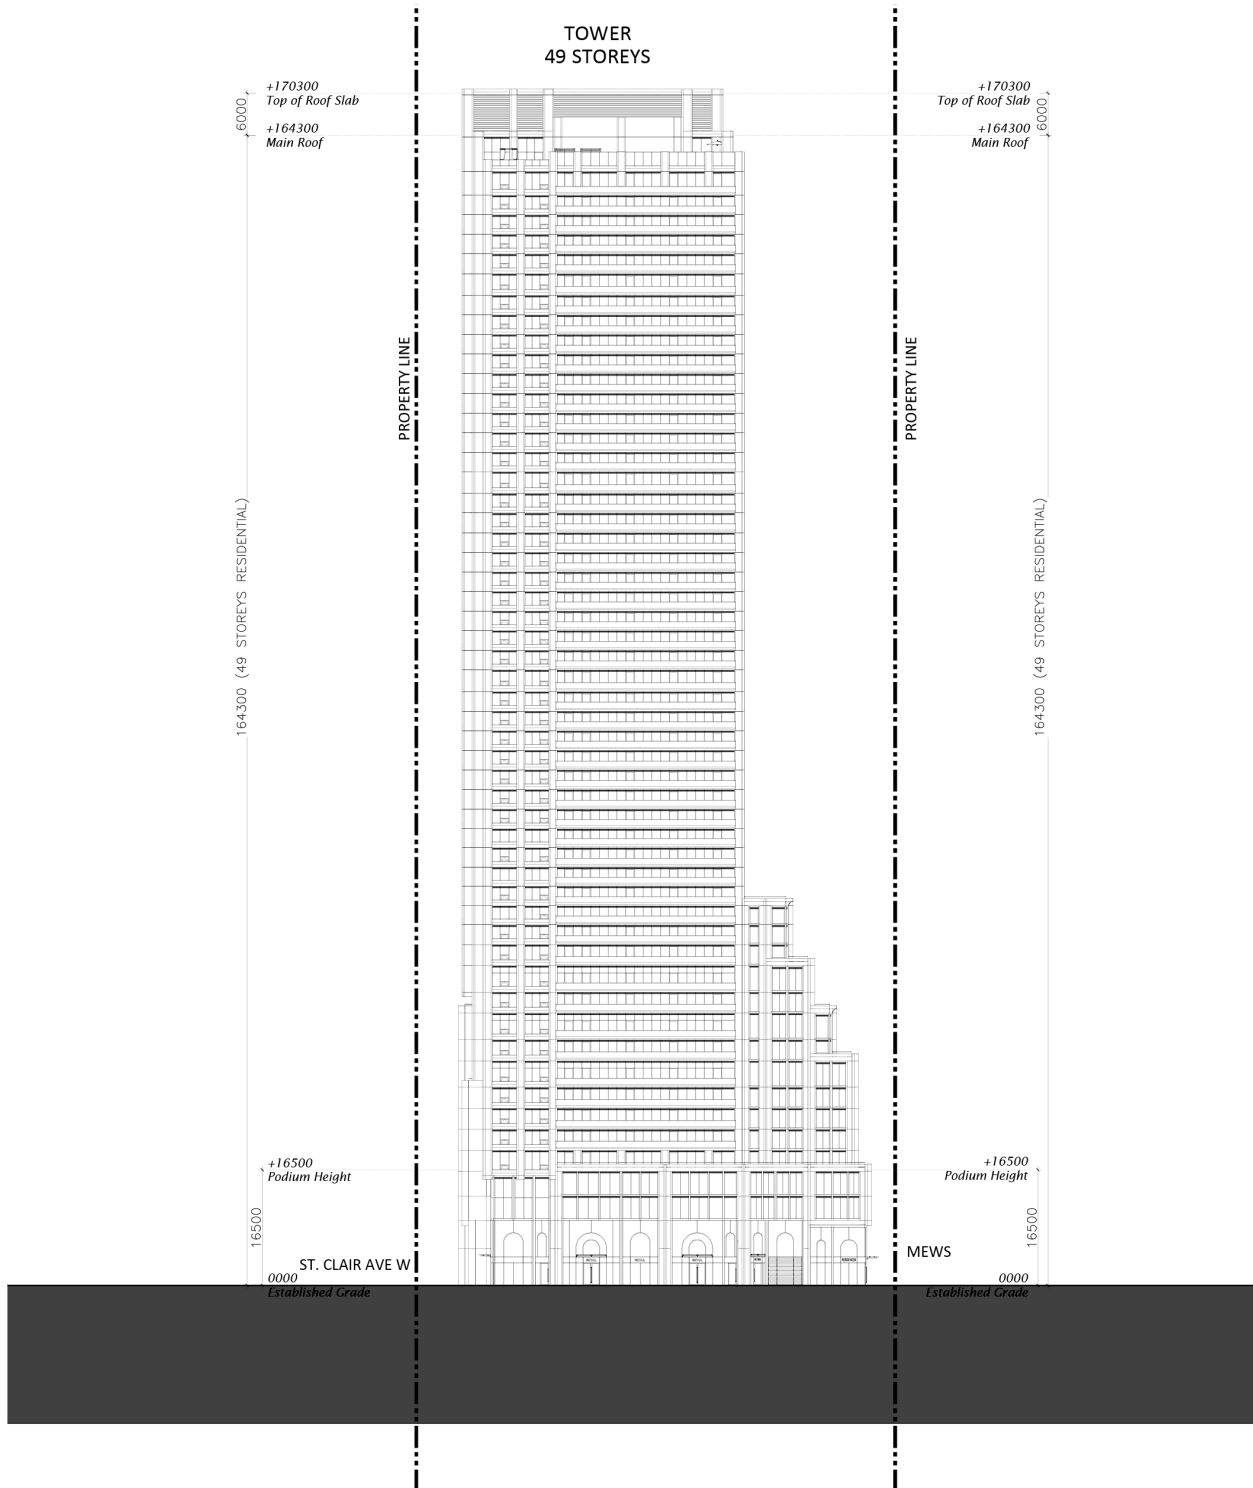 TOWER
49 STOREYS
+170300
Top of Roof Slab
+170300
Top of Roof Slab
6000
6000
+164300
Main Roof
+164300
Main Roof
PROPERTY LINE
PROPERTY LINE
164300 (49 STOREYS RESIDENTIAL)
164300 (49 STOREYS RESIDENTIAL)
+16500
Podium Height
+16500
Podium Height
16500
16500
ST. CLAIR AVE W
MEWS
0000
Established Grade
0000
Established Grade